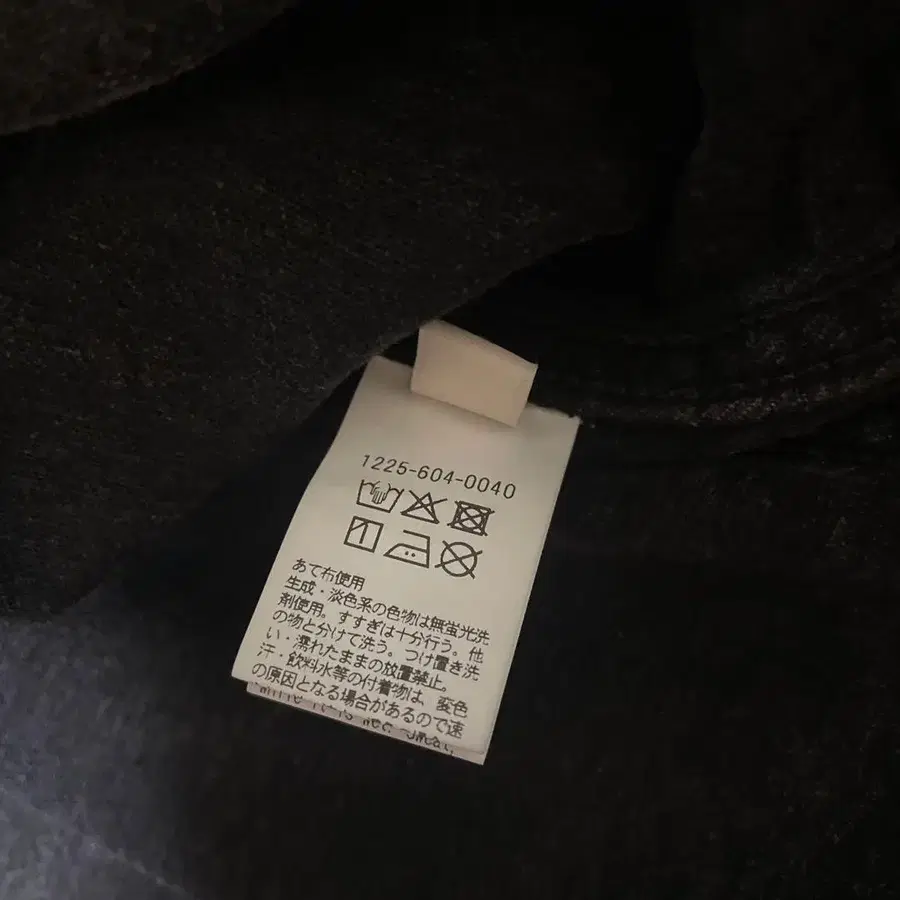 1225-604-0040
あて布使用
生成・淡色系の色物は無蛍光洗
剤使用。すすぎは十分行う。他
の物と分けて洗う。つけ置き洗
い・濡れたままの放置禁止。
汗・飲料水等の付着物は、変色
の原因となる場合があるので速